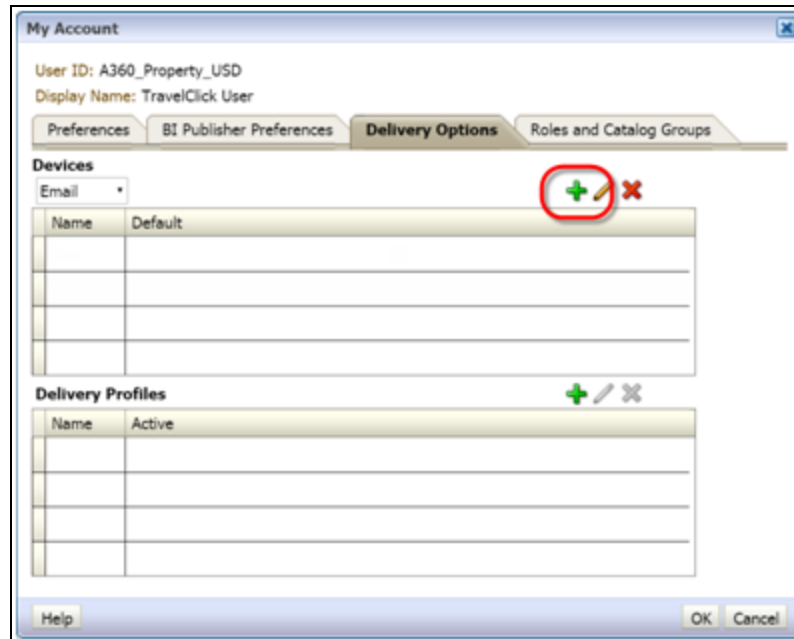 My Account
User ID: A360_Property_USD
Display Name: TravelClick User
Preferences BI Publisher Preferences Delivery Options Roles and Catalog Groups
Devices
Email
Name Default
Delivery Profiles
Name Active
Help OK Cancel